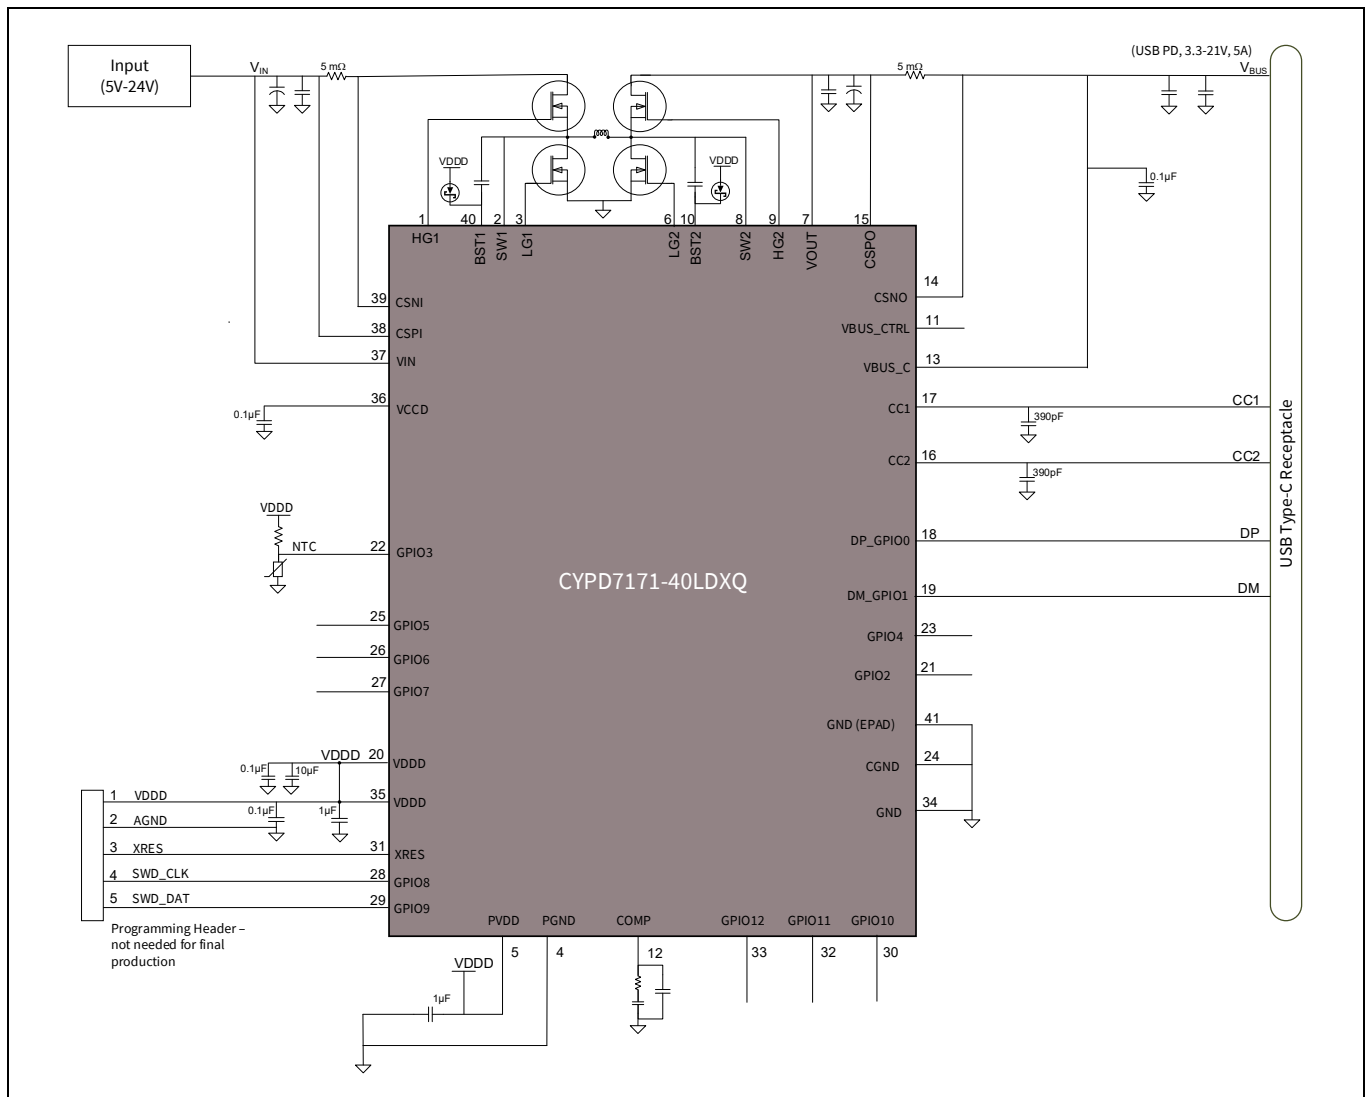 Input
(5V-24V)
VIN
5 mΩ
5 mΩ
(USB PD, 3.3-21V, 5A)
VBUS
VDDD
VDDD
0.1µF
1
40
2
3
6
10
8
9
7
15
HG1
BST1
SW1
LG1
LG2
BST2
SW2
HG2
VOUT
CSPO
39
CSNI
38
CSPI
37
VIN
36
VCCD
0.1µF
VDDD
NTC
22
GPIO3
25
GPIO5
26
GPIO6
27
GPIO7
VDDD
20
VDDD
0.1µF
10µF
35
VDDD
0.1µF
1µF
1
VDDD
2
AGND
3
XRES
31
XRES
4
SWD_CLK
28
GPIO8
5
SWD_DAT
29
GPIO9
Programming Header –
not needed for final
production
CYPD7171-40LDXQ
14
CSNO
VBUS_CTRL
11
VBUS_C
13
CC1
17
390pF
CC1
CC2
16
390pF
CC2
DP_GPIO0
18
DP
DM_GPIO1
19
DM
GPIO4
23
GPIO2
21
GND (EPAD)
41
CGND
24
GND
34
USB Type-C Receptacle
PVDD
PGND
COMP
GPIO12
GPIO11
GPIO10
5
4
12
33
32
30
VDDD
1µF